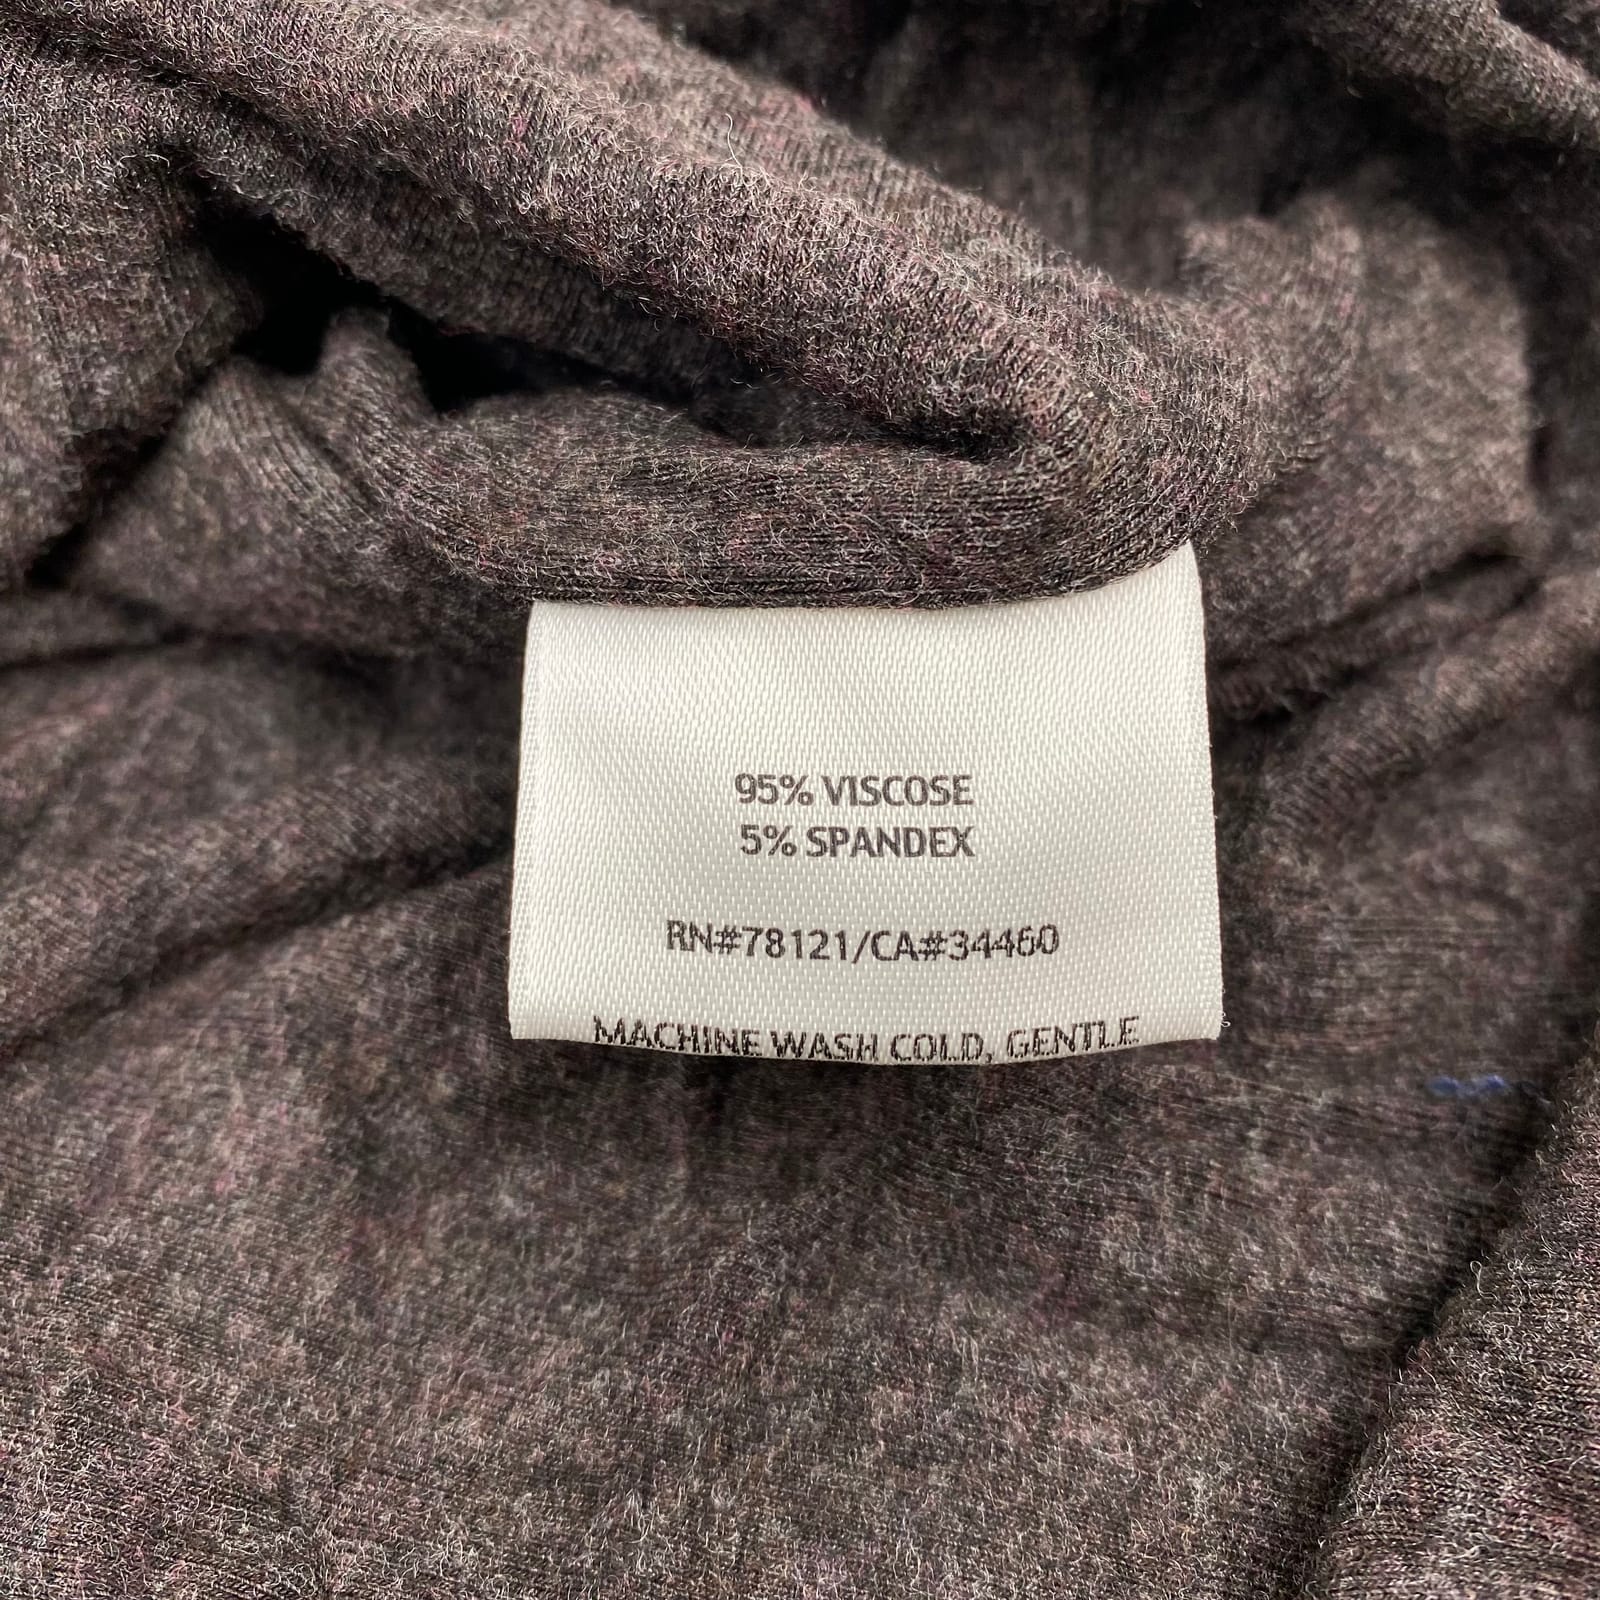 95% VISCOSE
5% SPANDEX
RN#78121/CA#34460
MACHINE WASH COLD, GENTLE